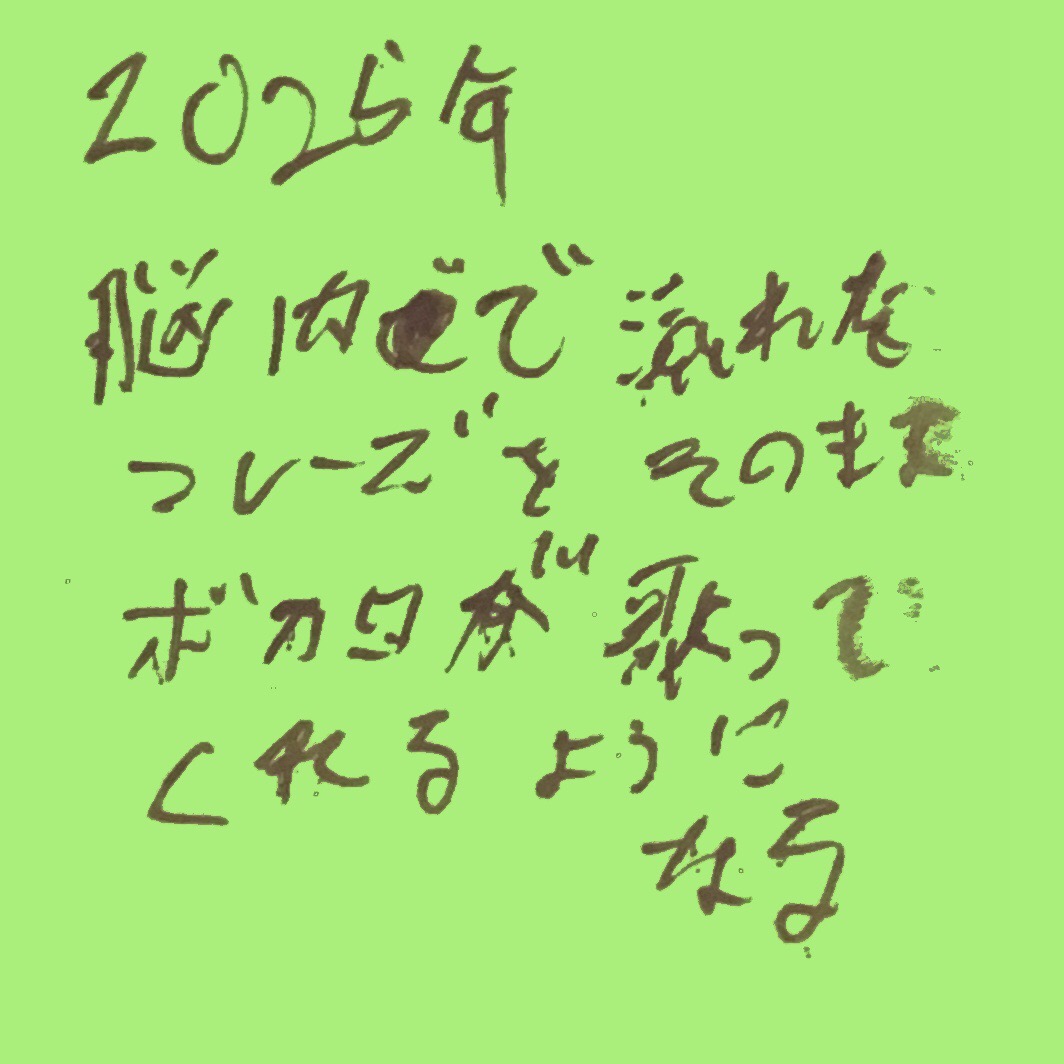 2025年
脳内で流れた
フレーズをそのまま
ボカロが歌って
くれるように
なる